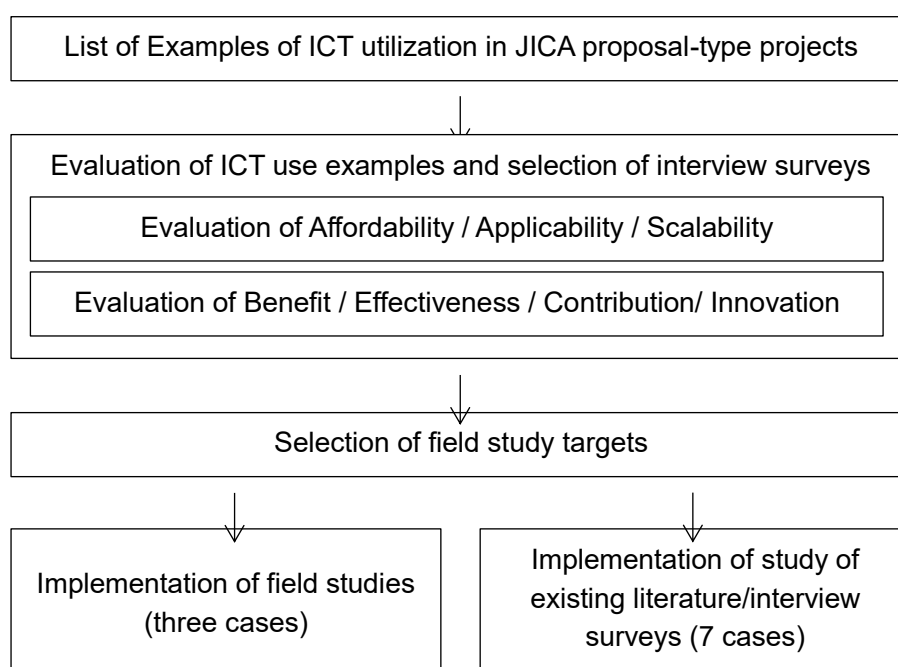 List of Examples of ICT utilization in JICA proposal-type projects
Evaluation of ICT use examples and selection of interview surveys
Evaluation of Affordability / Applicability / Scalability
Evaluation of Benefit / Effectiveness / Contribution/ Innovation
Selection of field study targets
Implementation of field studies
(three cases)
Implementation of study of
existing literature/interview
surveys (7 cases)